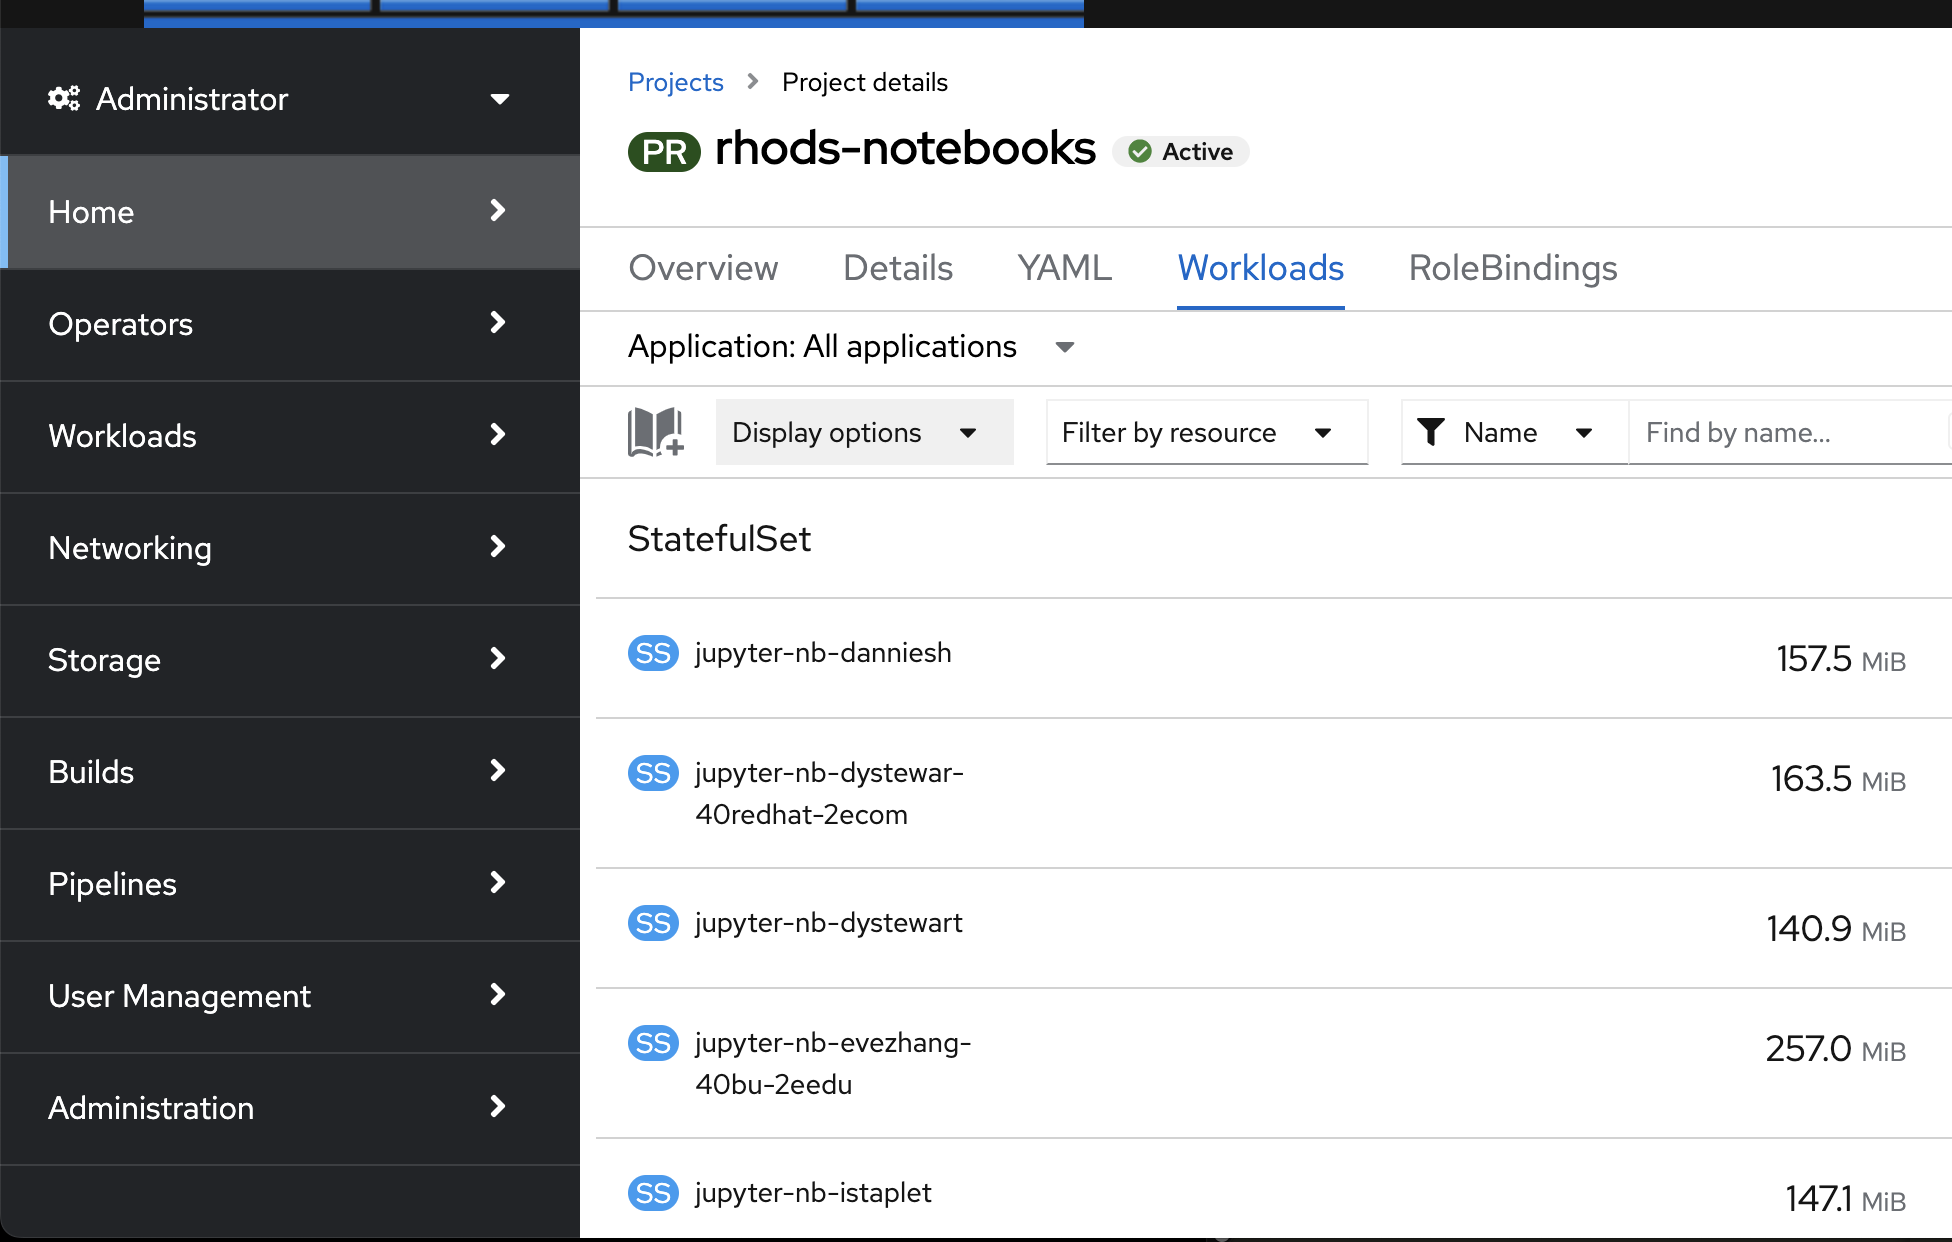 Administrator
Home
Operators
Workloads
Networking
Storage
Builds
Pipelines
User Management
Administration
Projects > Project details
PR rhods-notebooks Active
Overview Details YAML Workloads RoleBindings
Application: All applications
Display options Filter by resource Name Find by name...
StatefulSet
SS jupyter-nb-danniesh 157.5 MiB
SS jupyter-nb-dystewar-
40redhat-2ecom 163.5 MiB
SS jupyter-nb-dystewart 140.9 MiB
SS jupyter-nb-evezhang-
40bu-2eedu 257.0 MiB
SS jupyter-nb-istaplet 147.1 MiB